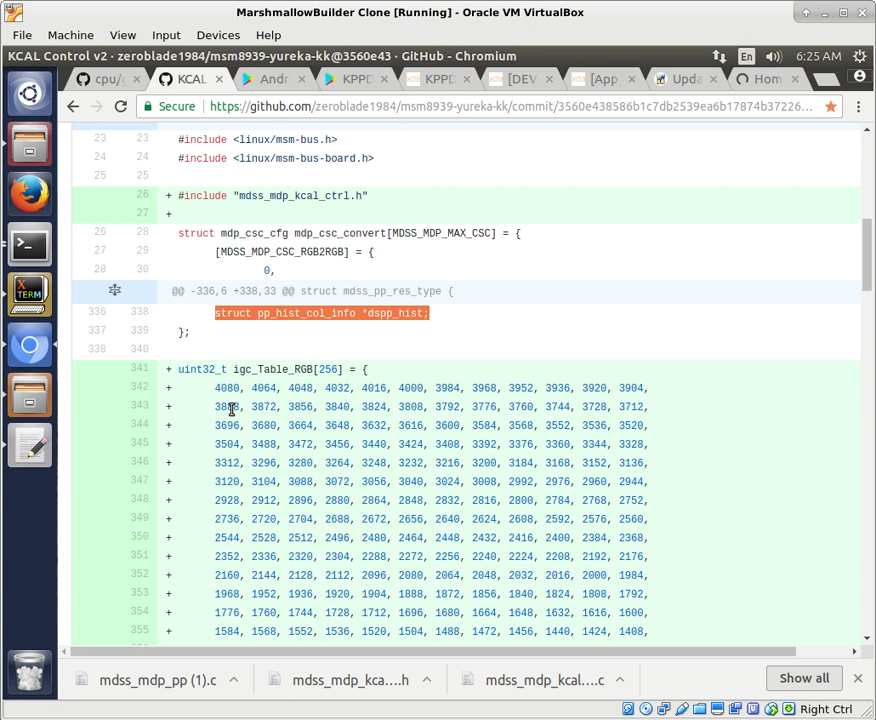 MarshmallowBuilder Clone [Running] - Oracle VM VirtualBox
File Machine View Input Devices Help
KCAL Control v2 · zeroblade1984/msm8939-yureka-kk@3560e43 · GitHub - Chromium En 6:25 AM
cpu/ KCAL Andr KPPD KPPD [DEV [App Upda Hom
Secure https://github.com/zeroblade1984/msm8939-yureka-kk/commit/3560e438586b1c7db2539ea6b17874b37226...
23 23 #include <linux/msm-bus.h>
24 24 #include <linux/msm-bus-board.h>
25 25
26 + #include "mdss_mdp_kcal_ctrl.h"
27 +
26 28 struct mdp_csc_cfg mdp_csc_convert[MDSS_MDP_MAX_CSC] = {
27 29 [MDSS_MDP_CSC_RGB2RGB] = {
28 30 0,
@@ -336,6 +338,33 @@ struct mdss_pp_res_type {
336 338 struct pp_hist_col_info *dspp_hist;
337 339 };
338 340
341 + uint32_t igc_Table_RGB[256] = {
342 + 4080, 4064, 4048, 4032, 4016, 4000, 3984, 3968, 3952, 3936, 3920, 3904,
343 + 3888, 3872, 3856, 3840, 3824, 3808, 3792, 3776, 3760, 3744, 3728, 3712,
344 + 3696, 3680, 3664, 3648, 3632, 3616, 3600, 3584, 3568, 3552, 3536, 3520,
345 + 3504, 3488, 3472, 3456, 3440, 3424, 3408, 3392, 3376, 3360, 3344, 3328,
346 + 3312, 3296, 3280, 3264, 3248, 3232, 3216, 3200, 3184, 3168, 3152, 3136,
347 + 3120, 3104, 3088, 3072, 3056, 3040, 3024, 3008, 2992, 2976, 2960, 2944,
348 + 2928, 2912, 2896, 2880, 2864, 2848, 2832, 2816, 2800, 2784, 2768, 2752,
349 + 2736, 2720, 2704, 2688, 2672, 2656, 2640, 2624, 2608, 2592, 2576, 2560,
350 + 2544, 2528, 2512, 2496, 2480, 2464, 2448, 2432, 2416, 2400, 2384, 2368,
351 + 2352, 2336, 2320, 2304, 2288, 2272, 2256, 2240, 2224, 2208, 2192, 2176,
352 + 2160, 2144, 2128, 2112, 2096, 2080, 2064, 2048, 2032, 2016, 2000, 1984,
353 + 1968, 1952, 1936, 1920, 1904, 1888, 1872, 1856, 1840, 1824, 1808, 1792,
354 + 1776, 1760, 1744, 1728, 1712, 1696, 1680, 1664, 1648, 1632, 1616, 1600,
355 + 1584, 1568, 1552, 1536, 1520, 1504, 1488, 1472, 1456, 1440, 1424, 1408,
mdss_mdp_pp (1).c mdss_mdp_kca....h mdss_mdp_kcal....c Show all
Right Ctrl